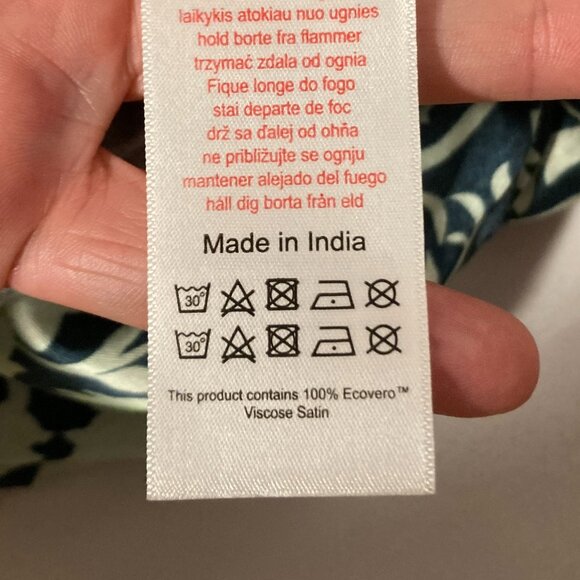 laikykis atokiau nuo ugnies
hold borte fra flammer
trzymać zdala od ognia
Fique longe do fogo
stai departe de foc
drž sa ďalej od ohňa
ne približujte se ognju
mantener alejado del fuego
håll dig borta från eld
Made in India
30°
30°
This product contains 100% Ecovero™
Viscose Satin